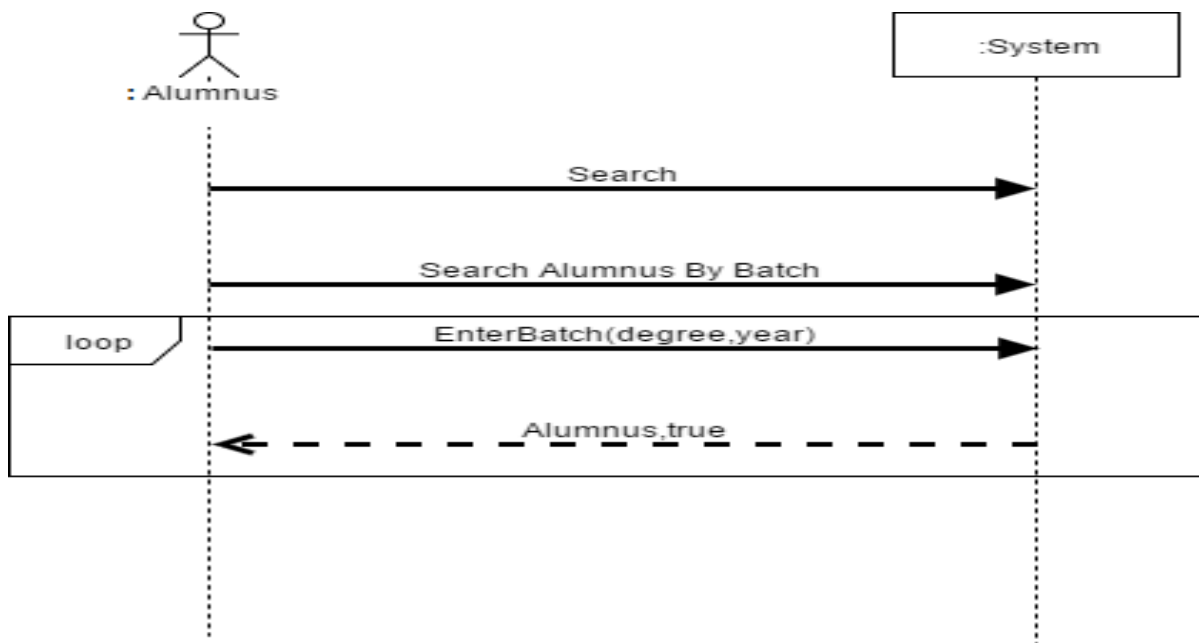 :System
: Alumnus
Search
Search Alumnus By Batch
loop
EnterBatch(degree,year)
Alumnus,true